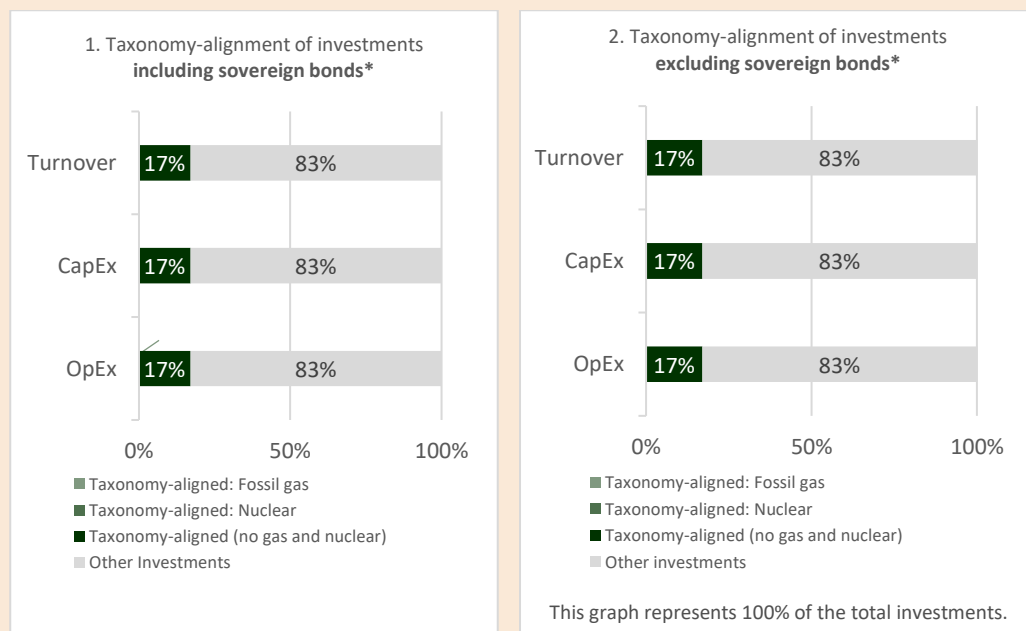 1. Taxonomy-alignment of investments
including sovereign bonds*
Turnover 17% 83%
CapEx 17% 83%
OpEx 17% 83%
0% 50% 100%
Taxonomy-aligned: Fossil gas
Taxonomy-aligned: Nuclear
Taxonomy-aligned (no gas and nuclear)
Other Investments
2. Taxonomy-alignment of investments
excluding sovereign bonds*
Turnover 17% 83%
CapEx 17% 83%
OpEx 17% 83%
0% 50% 100%
Taxonomy-aligned: Fossil gas
Taxonomy-aligned: Nuclear
Taxonomy-aligned (no gas and nuclear)
Other investments
This graph represents 100% of the total investments.